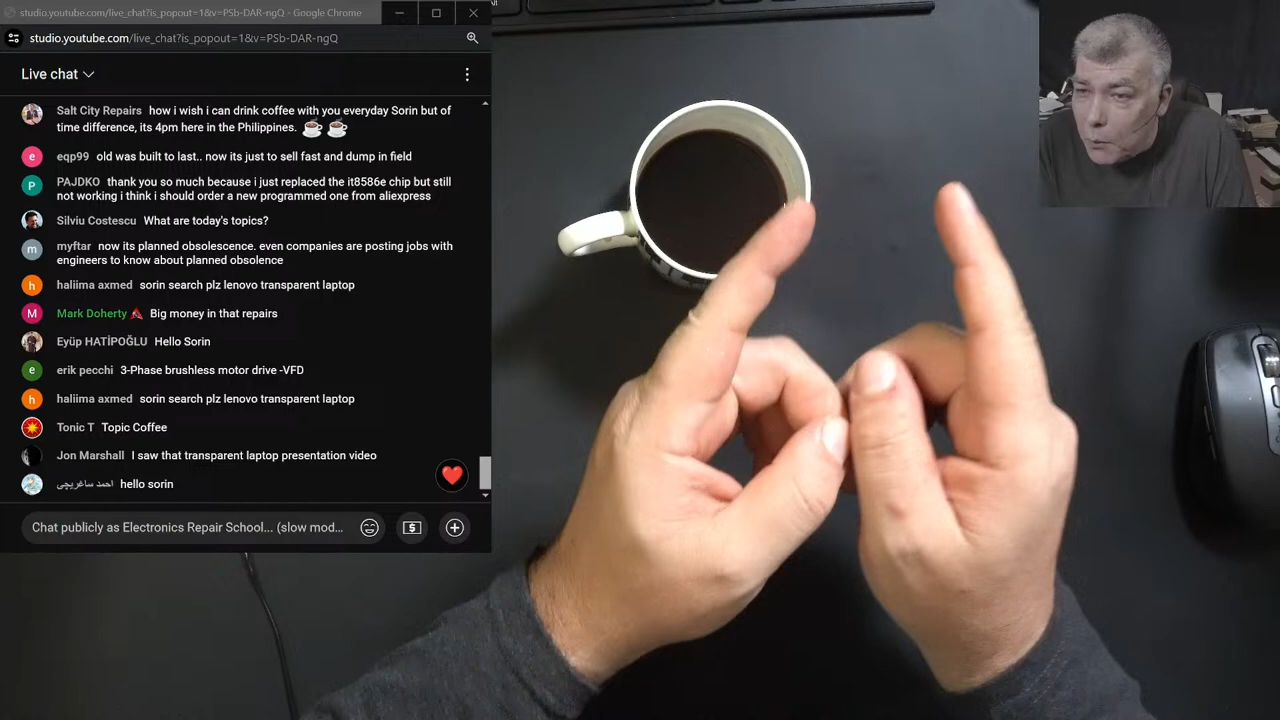 studio.youtube.com/live_chat?is_popout=1&v=PSb-DAR-ngQ - Google Chrome
studio.youtube.com/live_chat?is_popout=1&v=PSb-DAR-ngQ
Live chat
Salt City Repairs how i wish i can drink coffee with you everyday Sorin but of
time difference, its 4pm here in the Philippines.
e eqp99 old was built to last.. now its just to sell fast and dump in field
P PAJDKO thank you so much because i just replaced the it8586e chip but still
not working i think i should order a new programmed one from aliexpress
Silviu Costescu What are today's topics?
m myftar now its planned obsolescence. even companies are posting jobs with
engineers to know about planned obsolence
h haliima axmed sorin search plz lenovo transparent laptop
M Mark Doherty Big money in that repairs
Eyüp HATİPOĞLU Hello Sorin
e erik pecchi 3-Phase brushless motor drive -VFD
h haliima axmed sorin search plz lenovo transparent laptop
Tonic T Topic Coffee
Jon Marshall I saw that transparent laptop presentation video
احمد ساغريچی hello sorin
Chat publicly as Electronics Repair School... (slow mod...